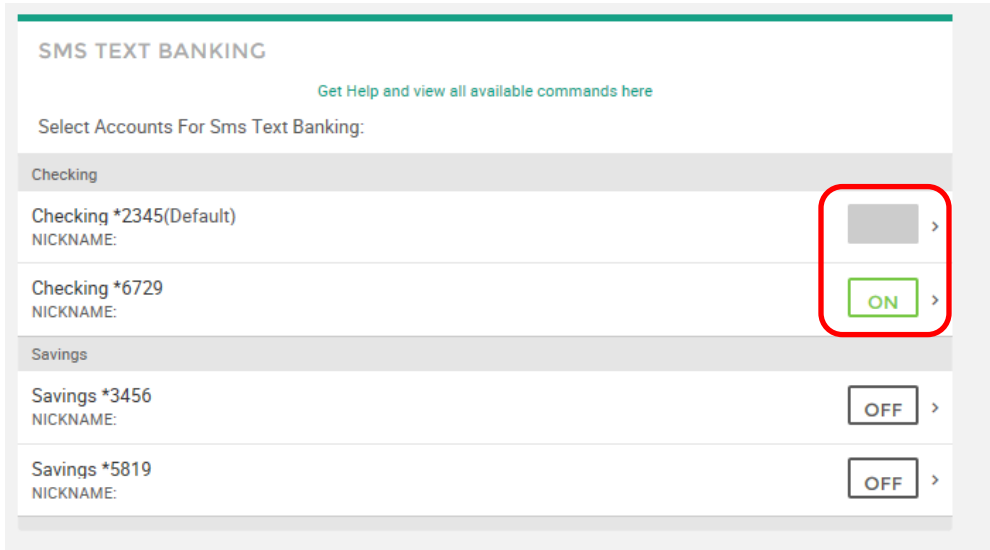 SMS TEXT BANKING
Get Help and view all available commands here
Select Accounts For Sms Text Banking:
Checking
Checking *2345(Default)
NICKNAME:
Checking *6729
NICKNAME:
ON
Savings
Savings *3456
NICKNAME:
OFF
Savings *5819
NICKNAME:
OFF